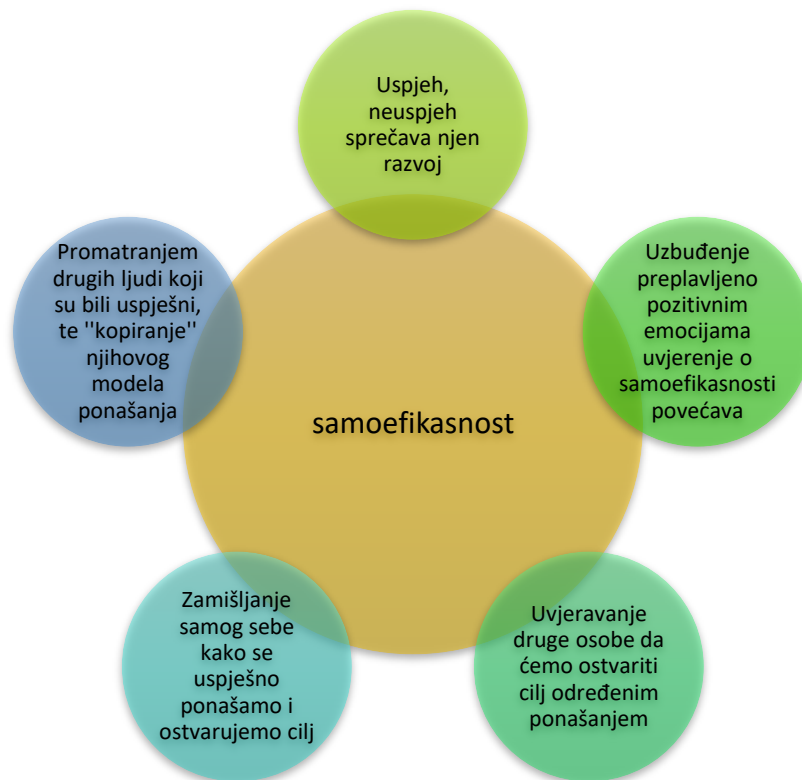 Uspjeh,
neuspjeh
sprečava njen
razvoj
Uzbuđenje
preplavljeno
pozitivnim
emocijama
uvjerenje o
samoefikasnosti
povećava
Uvjeravanje
druge osobe da
ćemo ostvariti
cilj određenim
ponašanjem
Zamišljanje
samog sebe
kako se
uspješno
ponašamo i
ostvarujemo cilj
Promatranjem
drugih ljudi koji
su bili uspješni,
te "kopiranje"
njihovog
modela
ponašanja
samoefikasnost